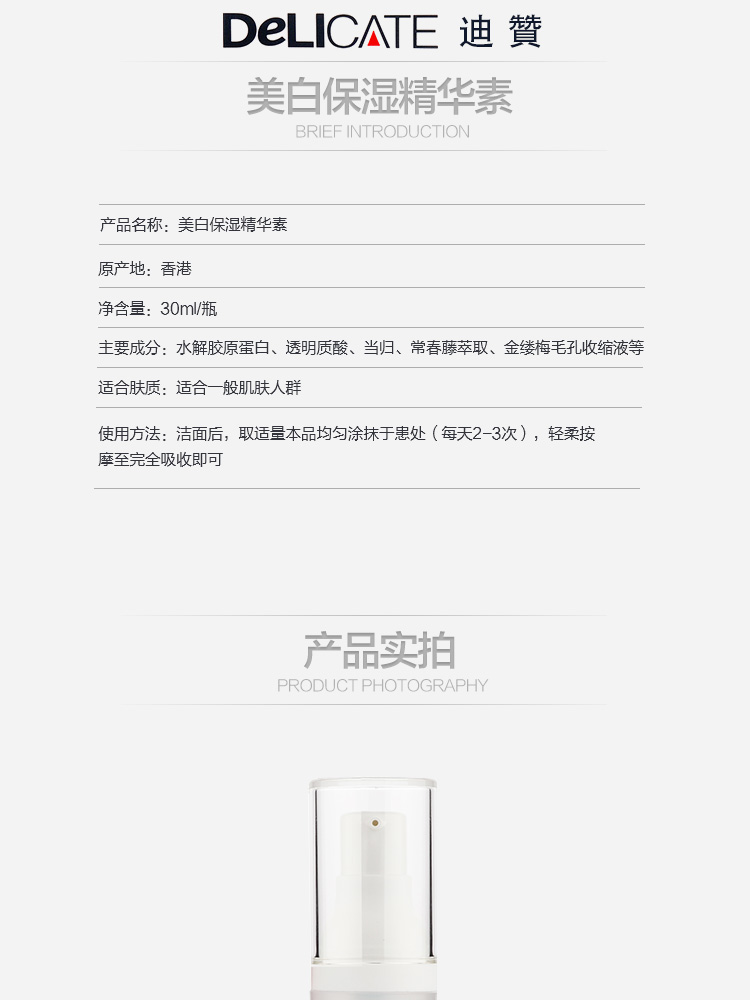 DeLICATE 迪 贊
美白保湿精华素
BRIEF INTRODUCTION
产品名称：美白保湿精华素
原产地：香港
净含量：30ml/瓶
主要成分：水解胶原蛋白、透明质酸、当归、常春藤萃取、金缕梅毛孔收缩液等
适合肤质：适合一般肌肤人群
使用方法：洁面后，取适量本品均匀涂抹于患处（每天2-3次），轻柔按
摩至完全吸收即可
产品实拍
PRODUCT PHOTOGRAPHY